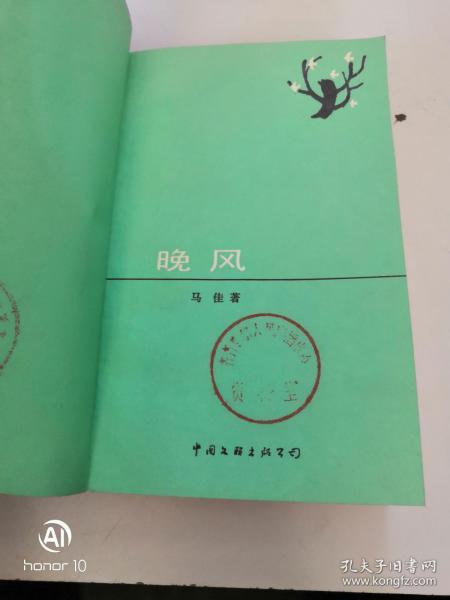 晚风
马佳著
中国文联出版公司
AI
honor 10
孔夫子旧书网
www.kongfz.com